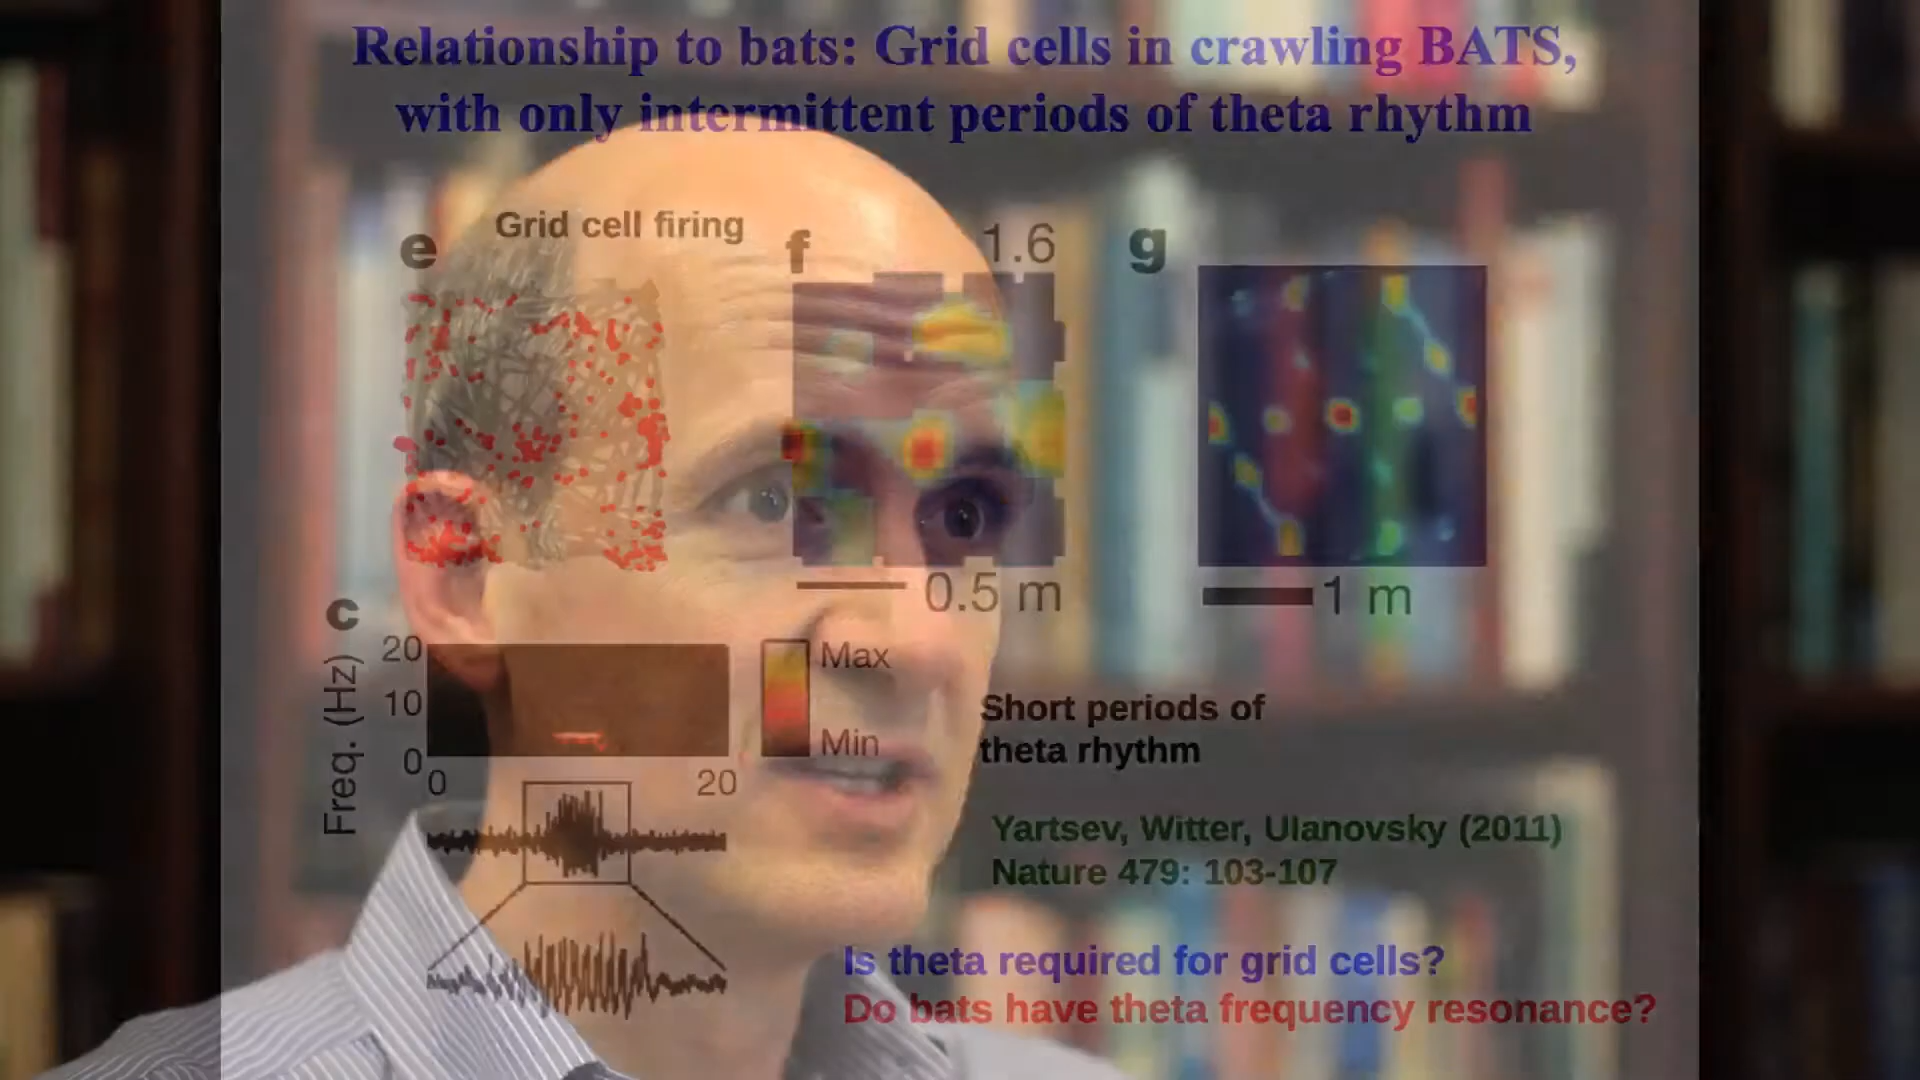 Relationship to bats: Grid cells in crawling BATS,
with only intermittent periods of theta rhythm
e
Grid cell firing
f
1.6
g
0.5 m
1 m
c
Freq. (Hz)
20
10
0
0
20
Max
Min
Short periods of
theta rhythm
Yartsev, Witter, Ulanovsky (2011)
Nature 479: 103-107
Is theta required for grid cells?
Do bats have theta frequency resonance?